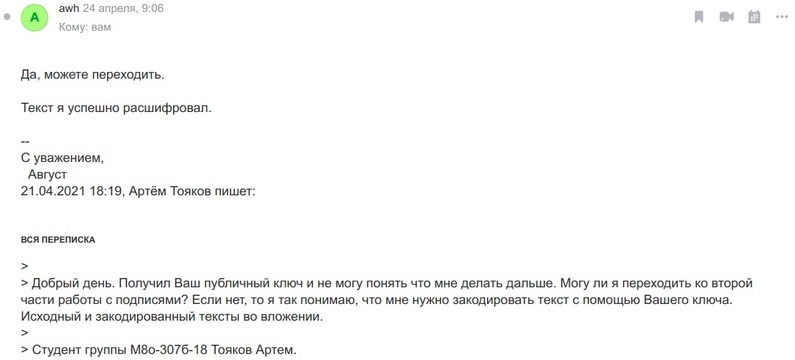 A
awh 24 апреля, 9:06
Кому: вам
Да, можете переходить.
Текст я успешно расшифровал.
--
С уважением,
Август
21.04.2021 18:19, Артём Тояков пишет:
ВСЯ ПЕРЕПИСКА
>
> Добрый день. Получил Ваш публичный ключ и не могу понять что мне делать дальше. Могу ли я переходить ко второй
части работы с подписями? Если нет, то я так понимаю, что мне нужно закодировать текст с помощью Вашего ключа.
Исходный и закодированный тексты во вложении.
>
> Студент группы М8о-307б-18 Тояков Артем.